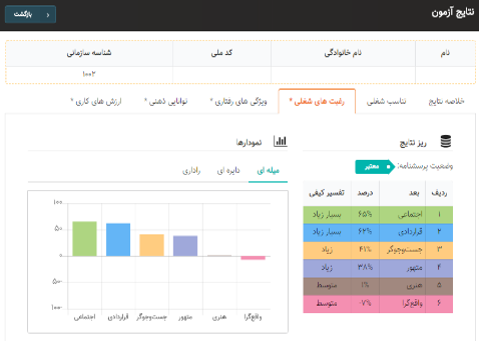 نتایج آزمون
بازگشت
نام نام خانوادگی کد ملی شناسه سازمانی
۱۰۰۲
خلاصه نتایج تناسب شغلی رغبت های شغلی * ویژگی های رفتاری * توانایی ذهنی * ارزش های کاری *
ریز نتایج
وضعیت پرسشنامه: معتبر
ردیف بعد درصد تفسیر کیفی
۱ اجتماعی ۶۵% بسیار زیاد
۲ قراردادی ۶۲% بسیار زیاد
۳ جست‌وجوگر ۴۱% زیاد
۴ متهور ۳۸% زیاد
۵ هنری ۱% متوسط
۶ واقع‌گرا -۷% متوسط
نمودارها
میله ای دایره ای راداری
۱۰۰
۵۰
۰
-۵۰
-۱۰۰
اجتماعی قراردادی جست‌وجوگر متهور هنری واقع‌گرا